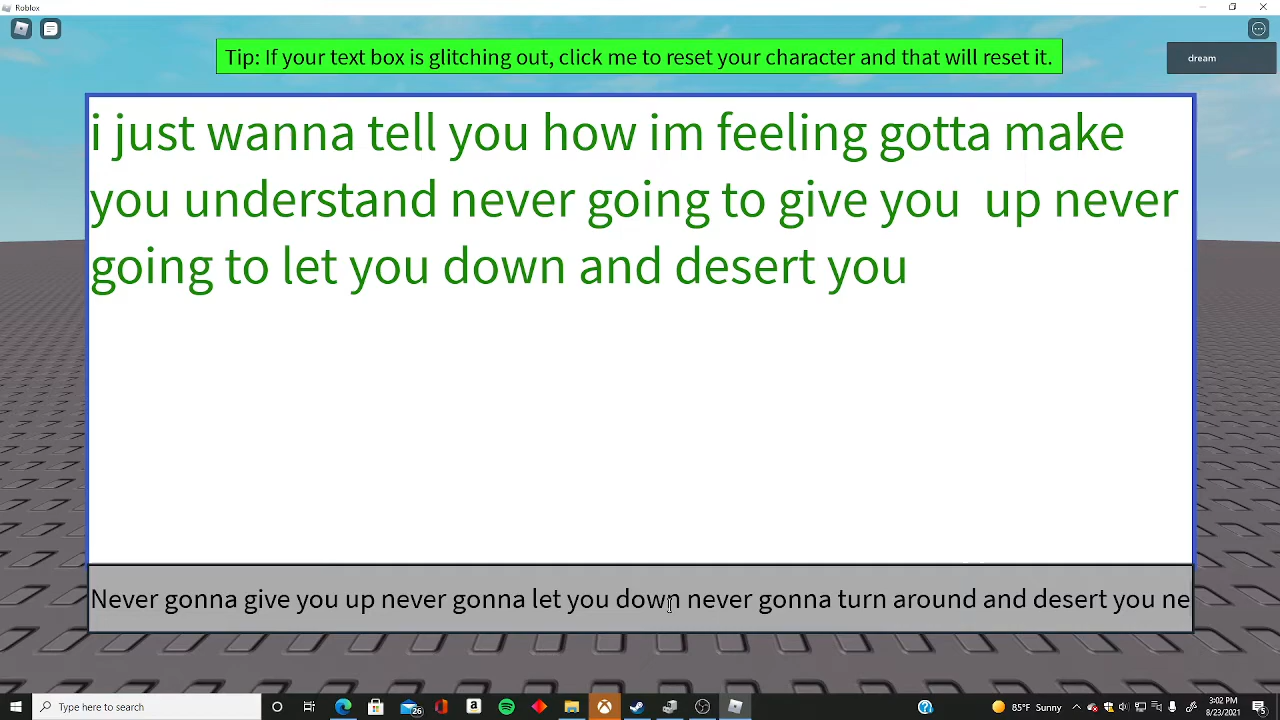 Roblox
Tip: If your text box is glitching out, click me to reset your character and that will reset it.
dream
i just wanna tell you how im feeling gotta make
you understand never going to give you  up never
going to let you down and desert you
Never gonna give you up never gonna let you down never gonna turn around and desert you ne
Type here to search
26
85°F Sunny
3:02 PM
8/23/2021